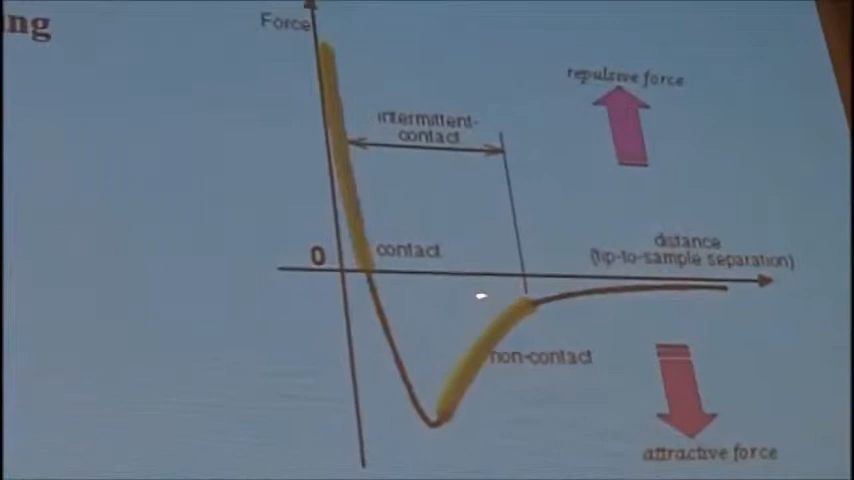 ng
Force
repulsive force
intermittent-
contact
distance
(tip-to-sample separation)
0
contact
non-contact
attractive force